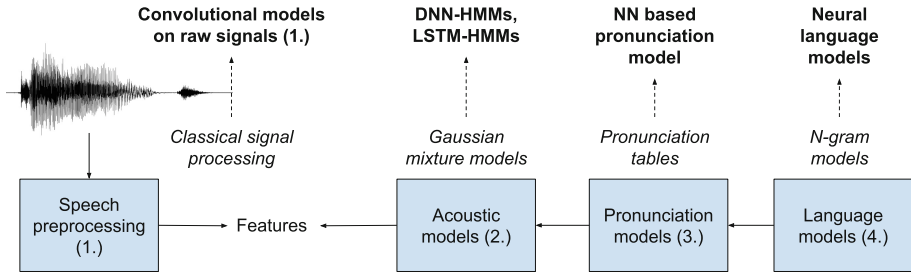 Convolutional models
on raw signals (1.)
DNN-HMMs,
LSTM-HMMs
NN based
pronunciation
model
Neural
language
models
Classical signal
processing
Gaussian
mixture models
Pronunciation
tables
N-gram
models
Speech
preprocessing
(1.)
Features
Acoustic
models (2.)
Pronunciation
models (3.)
Language
models (4.)